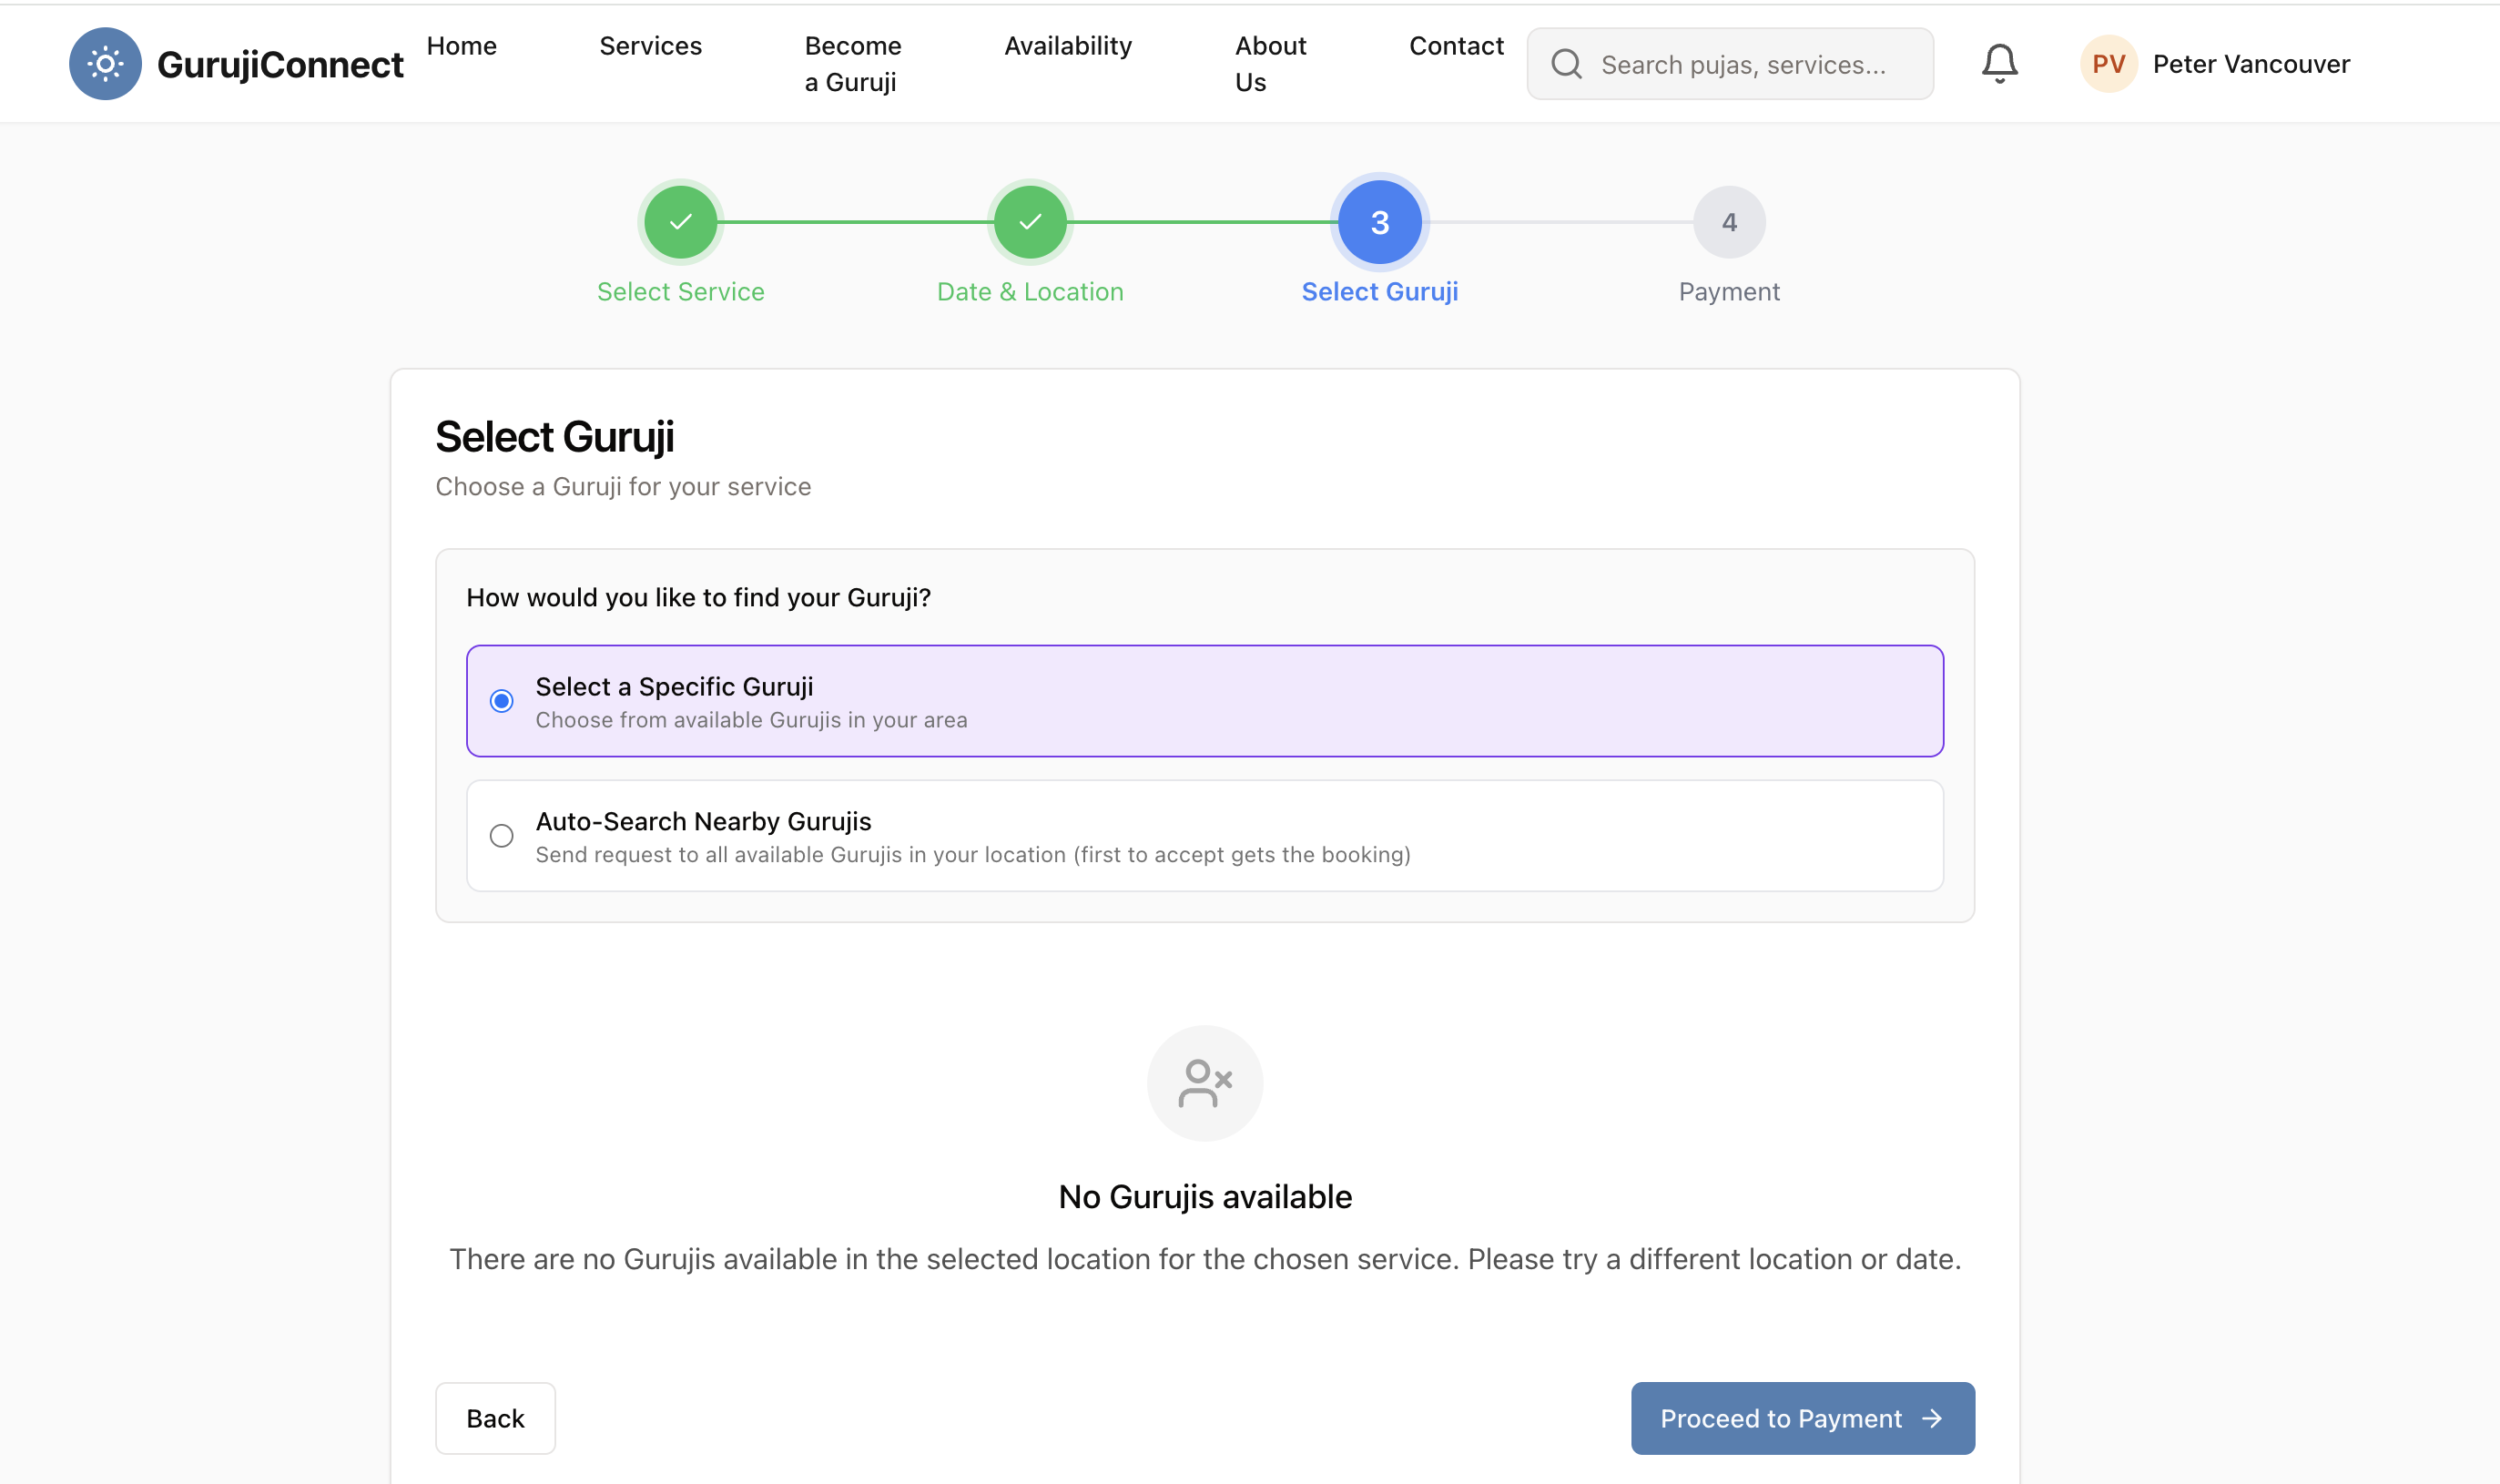 GurujiConnect
Home
Services
Become
a Guruji
Availability
About
Us
Contact
Search pujas, services...
PV
Peter Vancouver
3
4
Select Service
Date & Location
Select Guruji
Payment
Select Guruji
Choose a Guruji for your service
How would you like to find your Guruji?
Select a Specific Guruji
Choose from available Gurujis in your area
Auto-Search Nearby Gurujis
Send request to all available Gurujis in your location (first to accept gets the booking)
No Gurujis available
There are no Gurujis available in the selected location for the chosen service. Please try a different location or date.
Back
Proceed to Payment